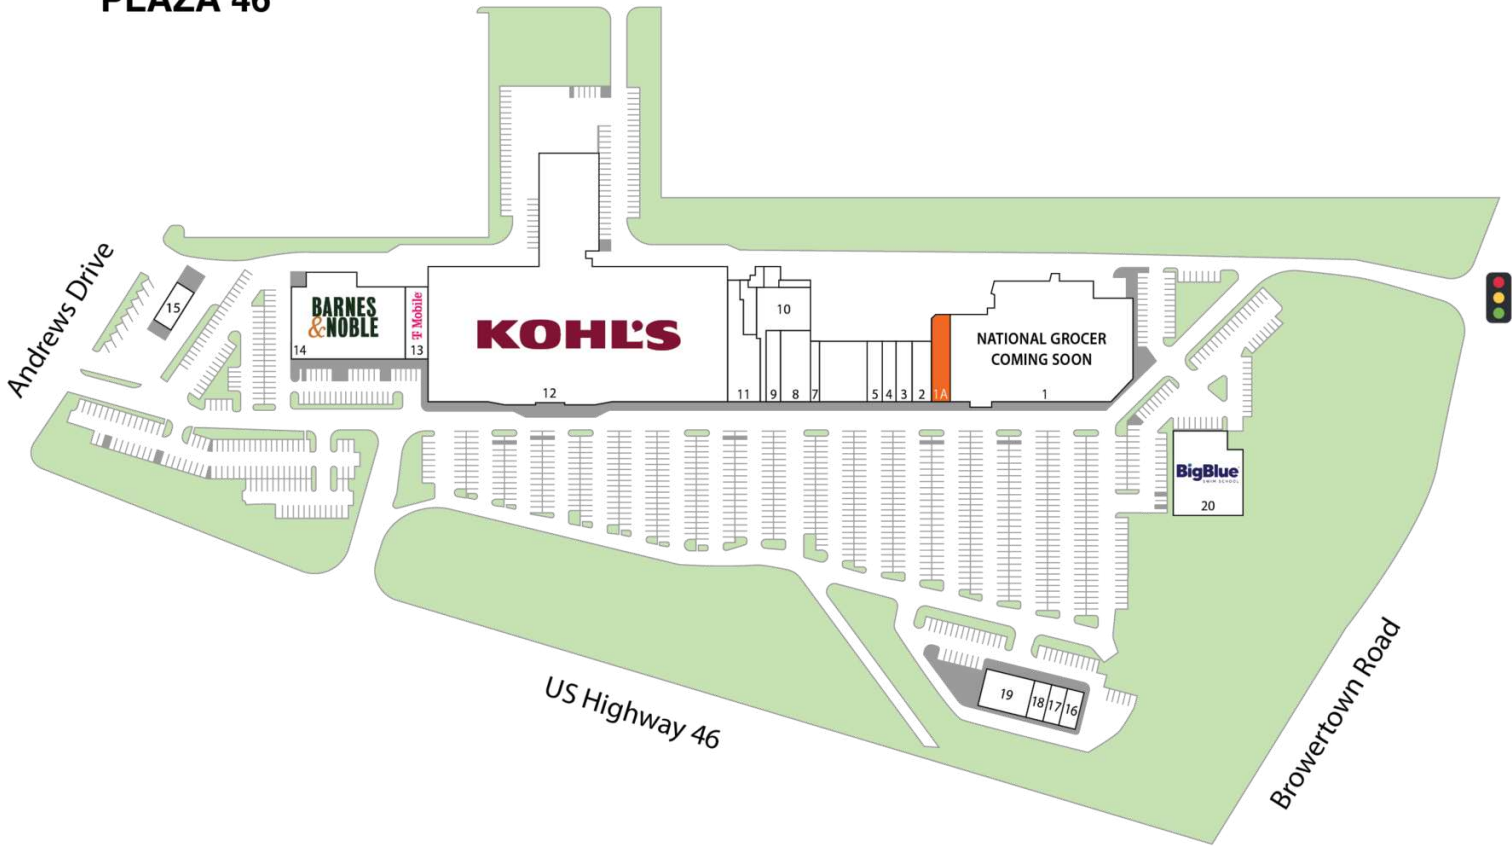 PLAZA 46
Andrews Drive
15
BARNES
&NOBLE
14
T Mobile
13
KOHL'S
12
11
10
9
8
7
5
4
3
2
1A
NATIONAL GROCER
COMING SOON
1
BigBlue
SWIM SCHOOL
20
19
18
17
16
US Highway 46
Browertown Road